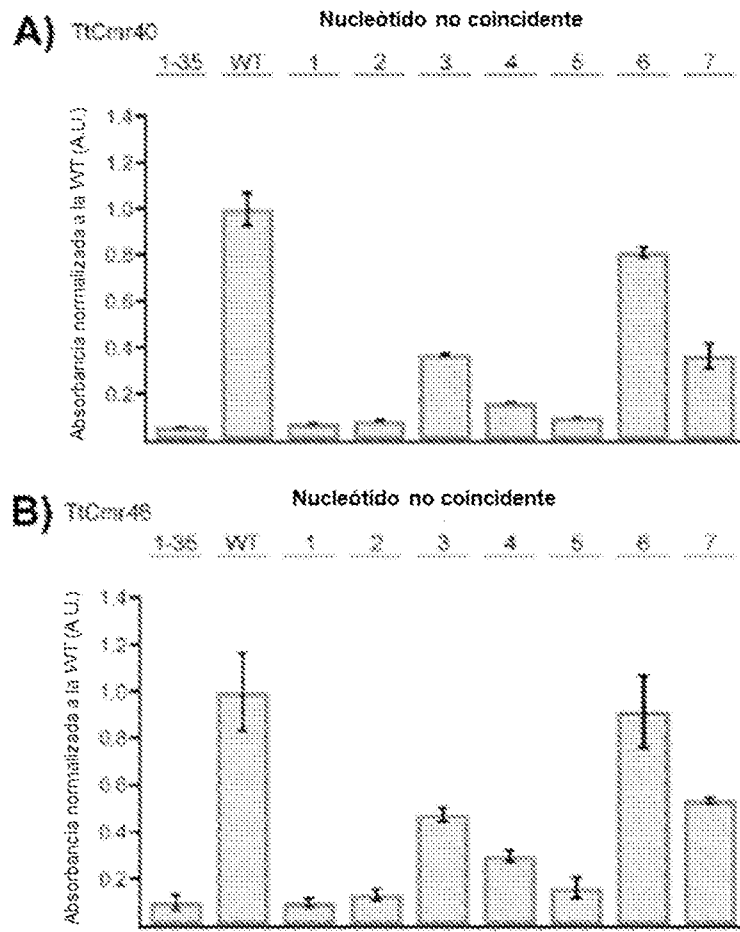 A) TtCmr40
Nucleótido no coincidente
1-35 WT 1 2 3 4 5 6 7
Absorbancia normalizada a la WT (A.U.)
1.4
1.2
1.0
0.8
0.6
0.4
0.2
B) TtCmr46
Nucleótido no coincidente
1-35 WT 1 2 3 4 5 6 7
Absorbancia normalizada a la WT (A.U.)
1.4
1.2
1.0
0.8
0.6
0.4
0.2